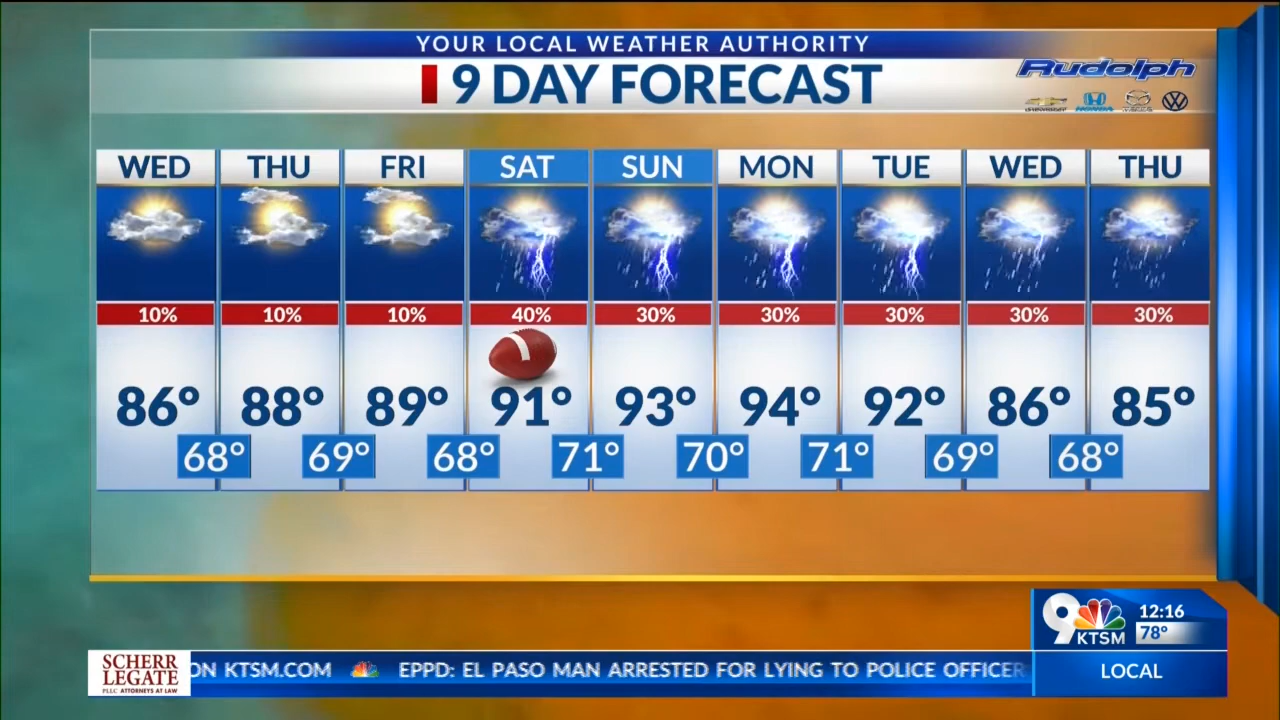 YOUR LOCAL WEATHER AUTHORITY
9 DAY FORECAST
Rudolph
CHEVROLET HONDA
WED THU FRI SAT SUN MON TUE WED THU
10% 10% 10% 40% 30% 30% 30% 30% 30%
86° 88° 89° 91° 93° 94° 92° 86° 85°
68° 69° 68° 71° 70° 71° 69° 68°
9 KTSM
12:16
78°
LOCAL
SCHERR
LEGATE
PLLC ATTORNEYS AT LAW
ON KTSM.COM EPPD: EL PASO MAN ARRESTED FOR LYING TO POLICE OFFICER